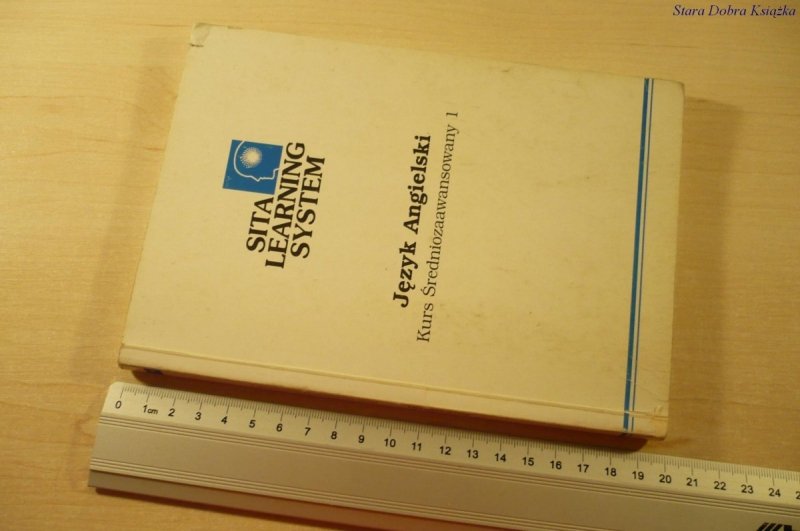 Stara Dobra Książka
SITA
LEARNING
SYSTEM
Język Angielski
Kurs Średniozaawansowany 1
0 1cm 2 3 4 5 6 7 8 9 10 11 12 13 14 15 16 17 18 19 20 21 22 23 24